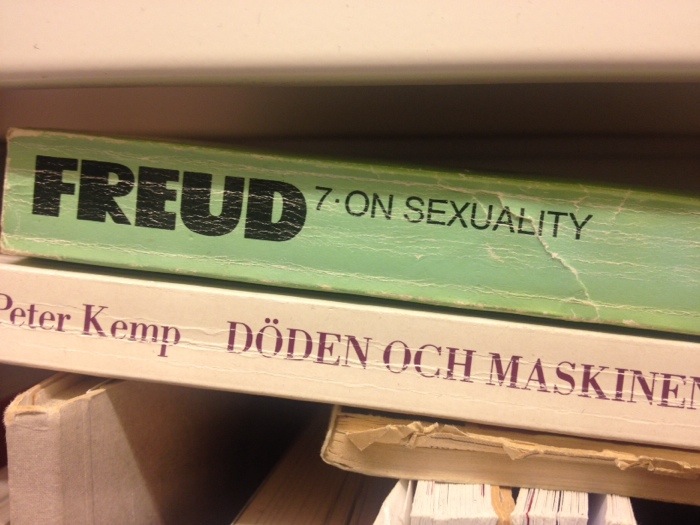 FREUD 7·ON SEXUALITY
Peter Kemp DÖDEN OCH MASKINEN